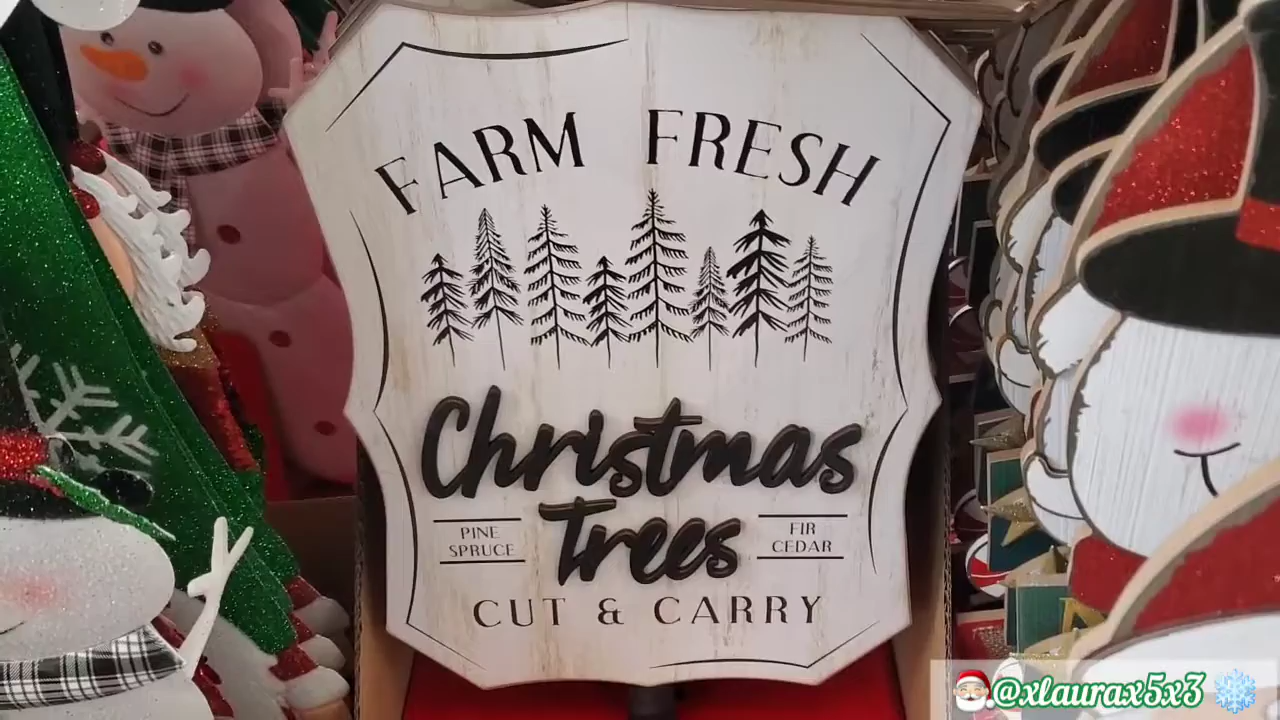 FARM FRESH
Christmas
Trees
PINE
SPRUCE
FIR
CEDAR
CUT & CARRY
@xlaurax5x3